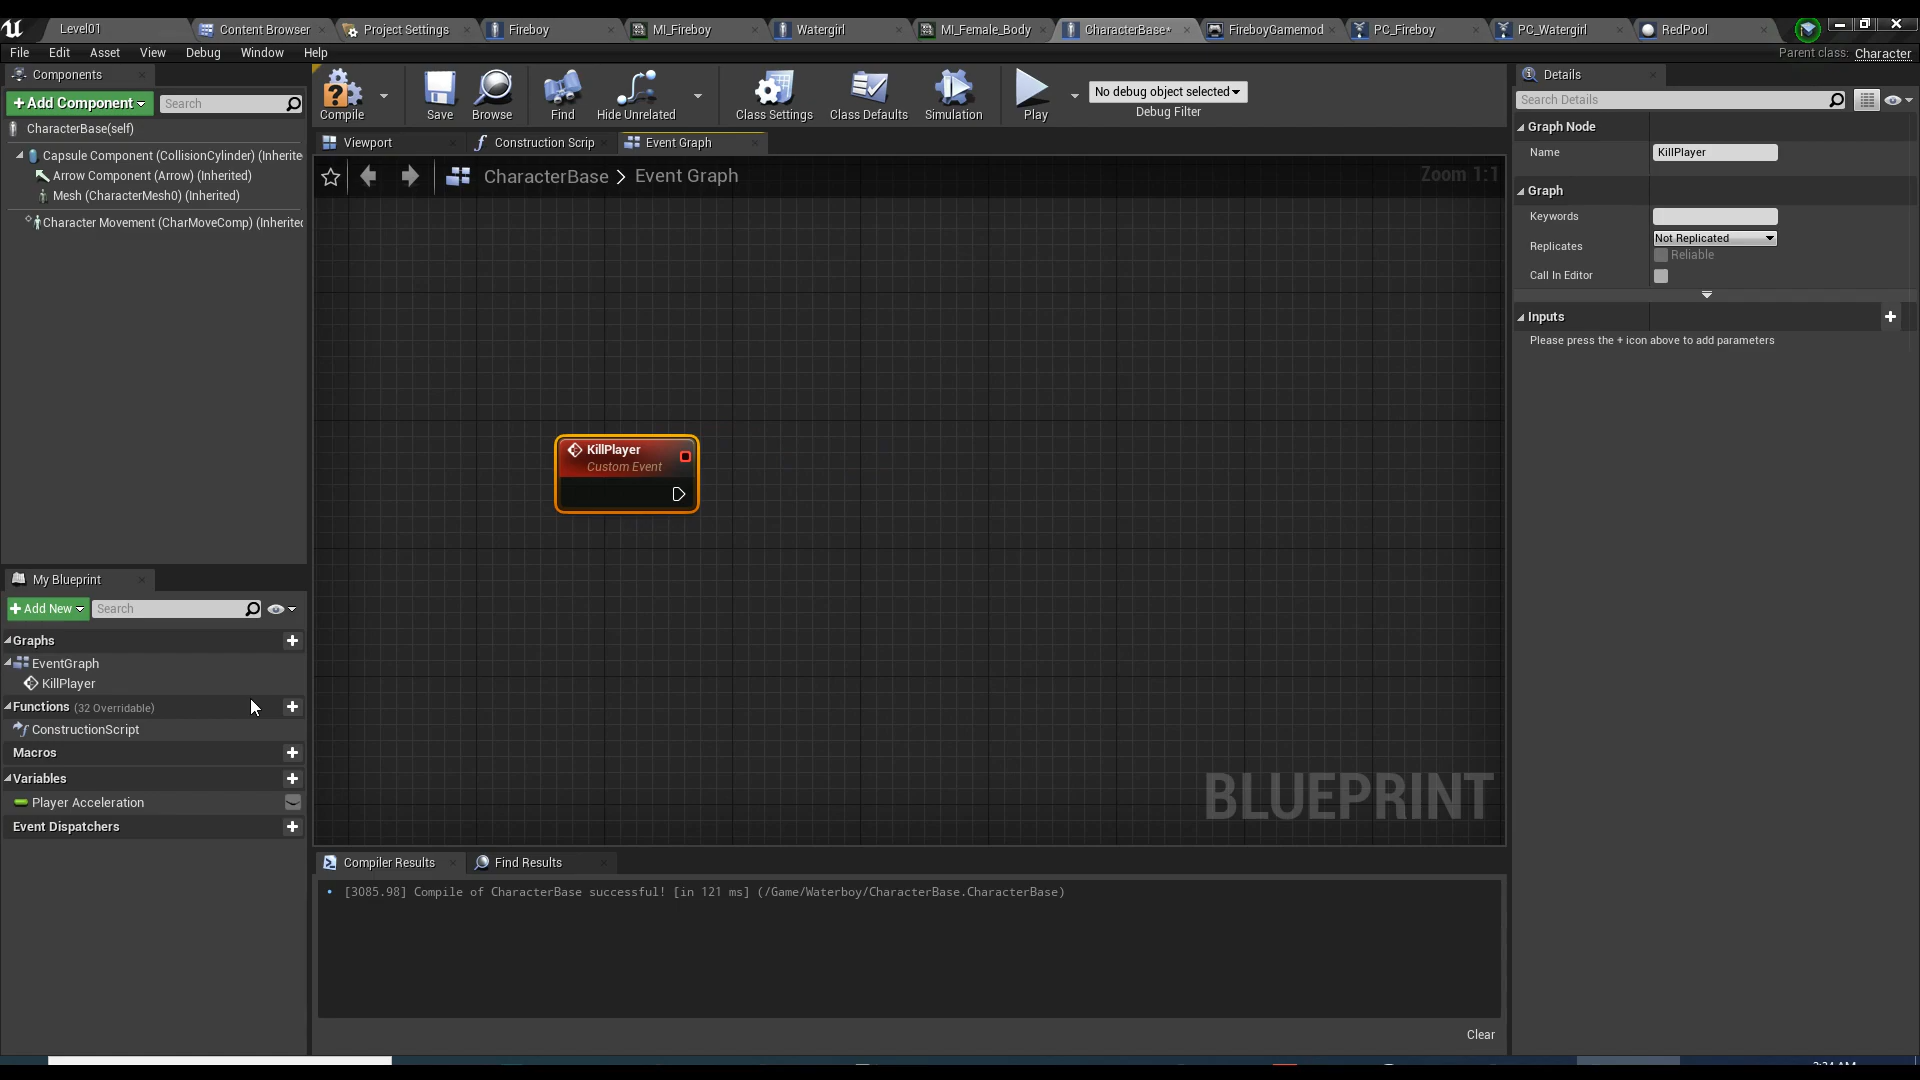 Level01
Content Browser
Project Settings
Fireboy
MI_Fireboy
Watergirl
MI_Female_Body
CharacterBase*
FireboyGamemod
PC_Fireboy
PC_Watergirl
RedPool
File Edit Asset View Debug Window Help
Parent class: Character
Components
+Add Component
Search
CharacterBase(self)
Capsule Component (CollisionCylinder) (Inherite
Arrow Component (Arrow) (Inherited)
Mesh (CharacterMesh0) (Inherited)
Character Movement (CharMoveComp) (Inherited
Compile
Save
Browse
Find
Hide Unrelated
Class Settings
Class Defaults
Simulation
Play
No debug object selected
Debug Filter
Viewport
Construction Scrip
Event Graph
CharacterBase > Event Graph
Zoom 1:1
KillPlayer
Custom Event
BLUEPRINT
My Blueprint
+Add New
Search
Graphs
EventGraph
KillPlayer
Functions (32 Overridable)
ConstructionScript
Macros
Variables
Player Acceleration
Event Dispatchers
Compiler Results
Find Results
[3085.98] Compile of CharacterBase successful! [in 121 ms] (/Game/Waterboy/CharacterBase.CharacterBase)
Clear
Details
Search Details
Graph Node
Name
KillPlayer
Graph
Keywords
Replicates
Not Replicated
Reliable
Call In Editor
Inputs
Please press the + icon above to add parameters